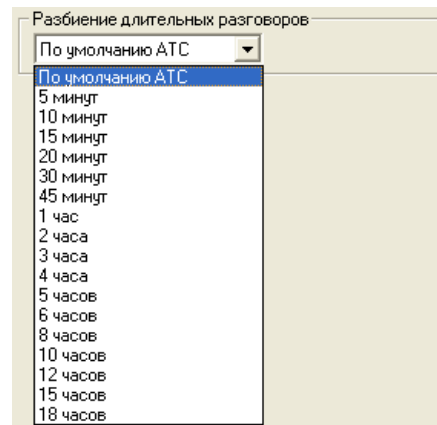 Разбиение длительных разговоров
По умолчанию АТС
По умолчанию АТС
5 минут
10 минут
15 минут
20 минут
30 минут
45 минут
1 час
2 часа
3 часа
4 часа
5 часов
6 часов
8 часов
10 часов
12 часов
15 часов
18 часов